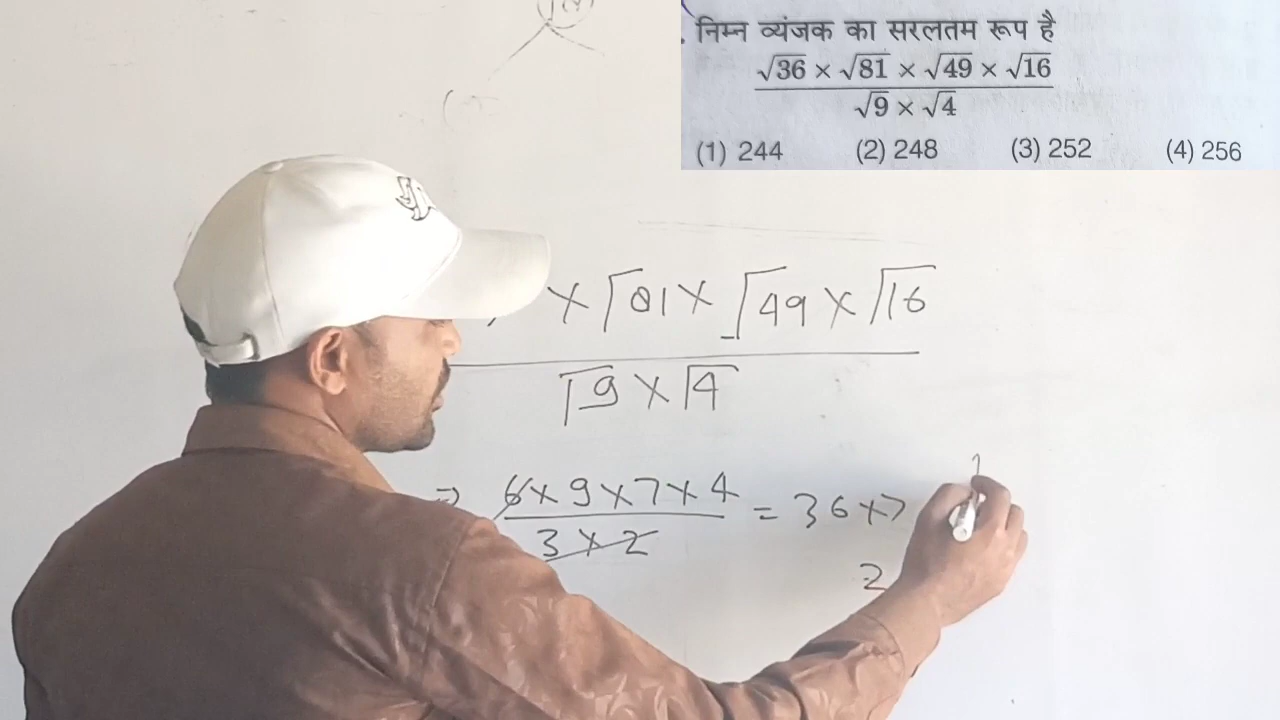 निम्न व्यंजक का सरलतम रूप है
√36 × √81 × √49 × √16
√9 × √4
(1) 244 (2) 248 (3) 252 (4) 256
× √81 × √49 × √16
√9 × √4
⇒ 6 × 9 × 7 × 4 = 36 × 7
3 × 2
2